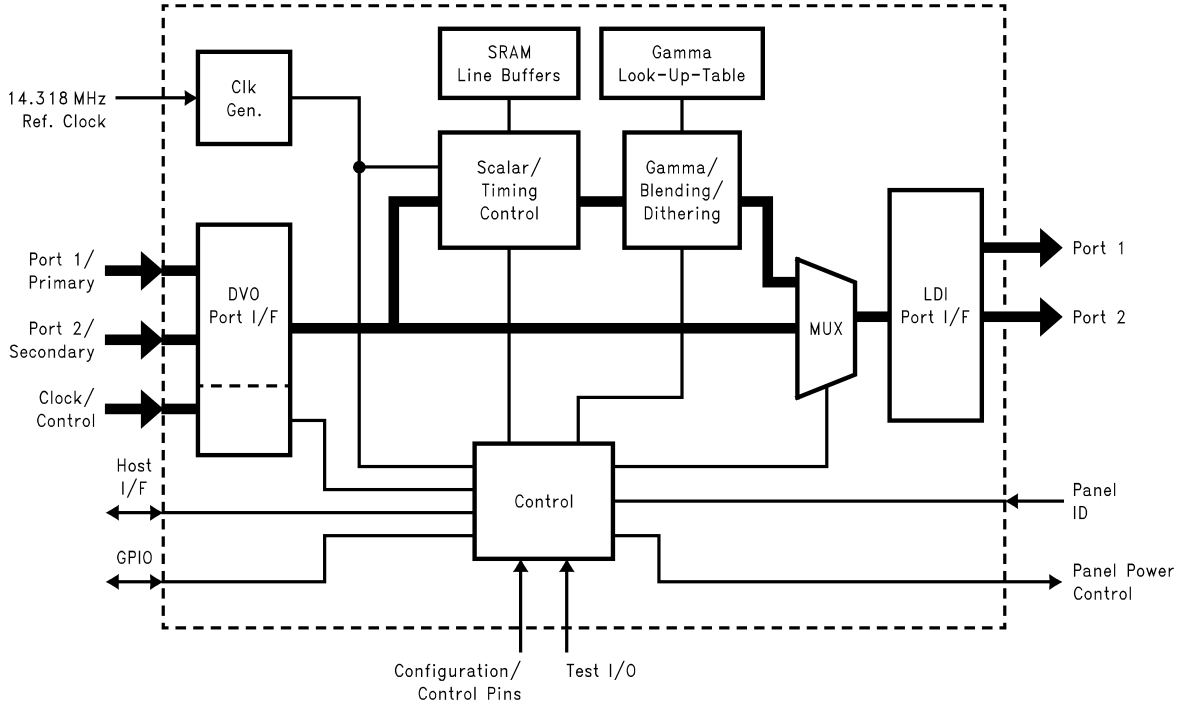 SRAM
Line Buffers
Gamma
Look-Up-Table
Clk
Gen.
14.318 MHz
Ref. Clock
Scalar/
Timing
Control
Gamma/
Blending/
Dithering
Port 1/
Primary
DVO
Port I/F
Port 2/
Secondary
Clock/
Control
MUX
LDI
Port I/F
Port 1
Port 2
Host
I/F
GPIO
Control
Panel
ID
Panel Power
Control
Configuration/
Control Pins
Test I/O